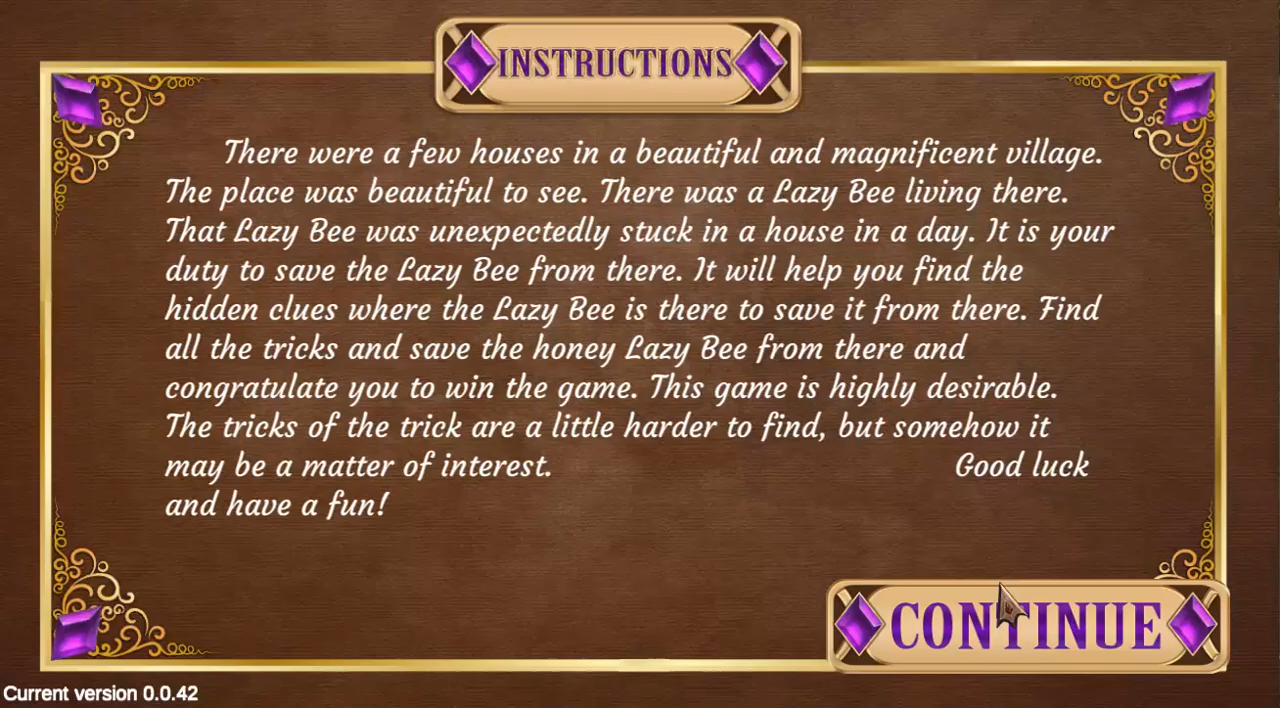 INSTRUCTIONS
There were a few houses in a beautiful and magnificent village.
The place was beautiful to see. There was a Lazy Bee living there.
That Lazy Bee was unexpectedly stuck in a house in a day. It is your
duty to save the Lazy Bee from there. It will help you find the
hidden clues where the Lazy Bee is there to save it from there. Find
all the tricks and save the honey Lazy Bee from there and
congratulate you to win the game. This game is highly desirable.
The tricks of the trick are a little harder to find, but somehow it
may be a matter of interest. Good luck
and have a fun!
CONTINUE
Current version 0.0.42